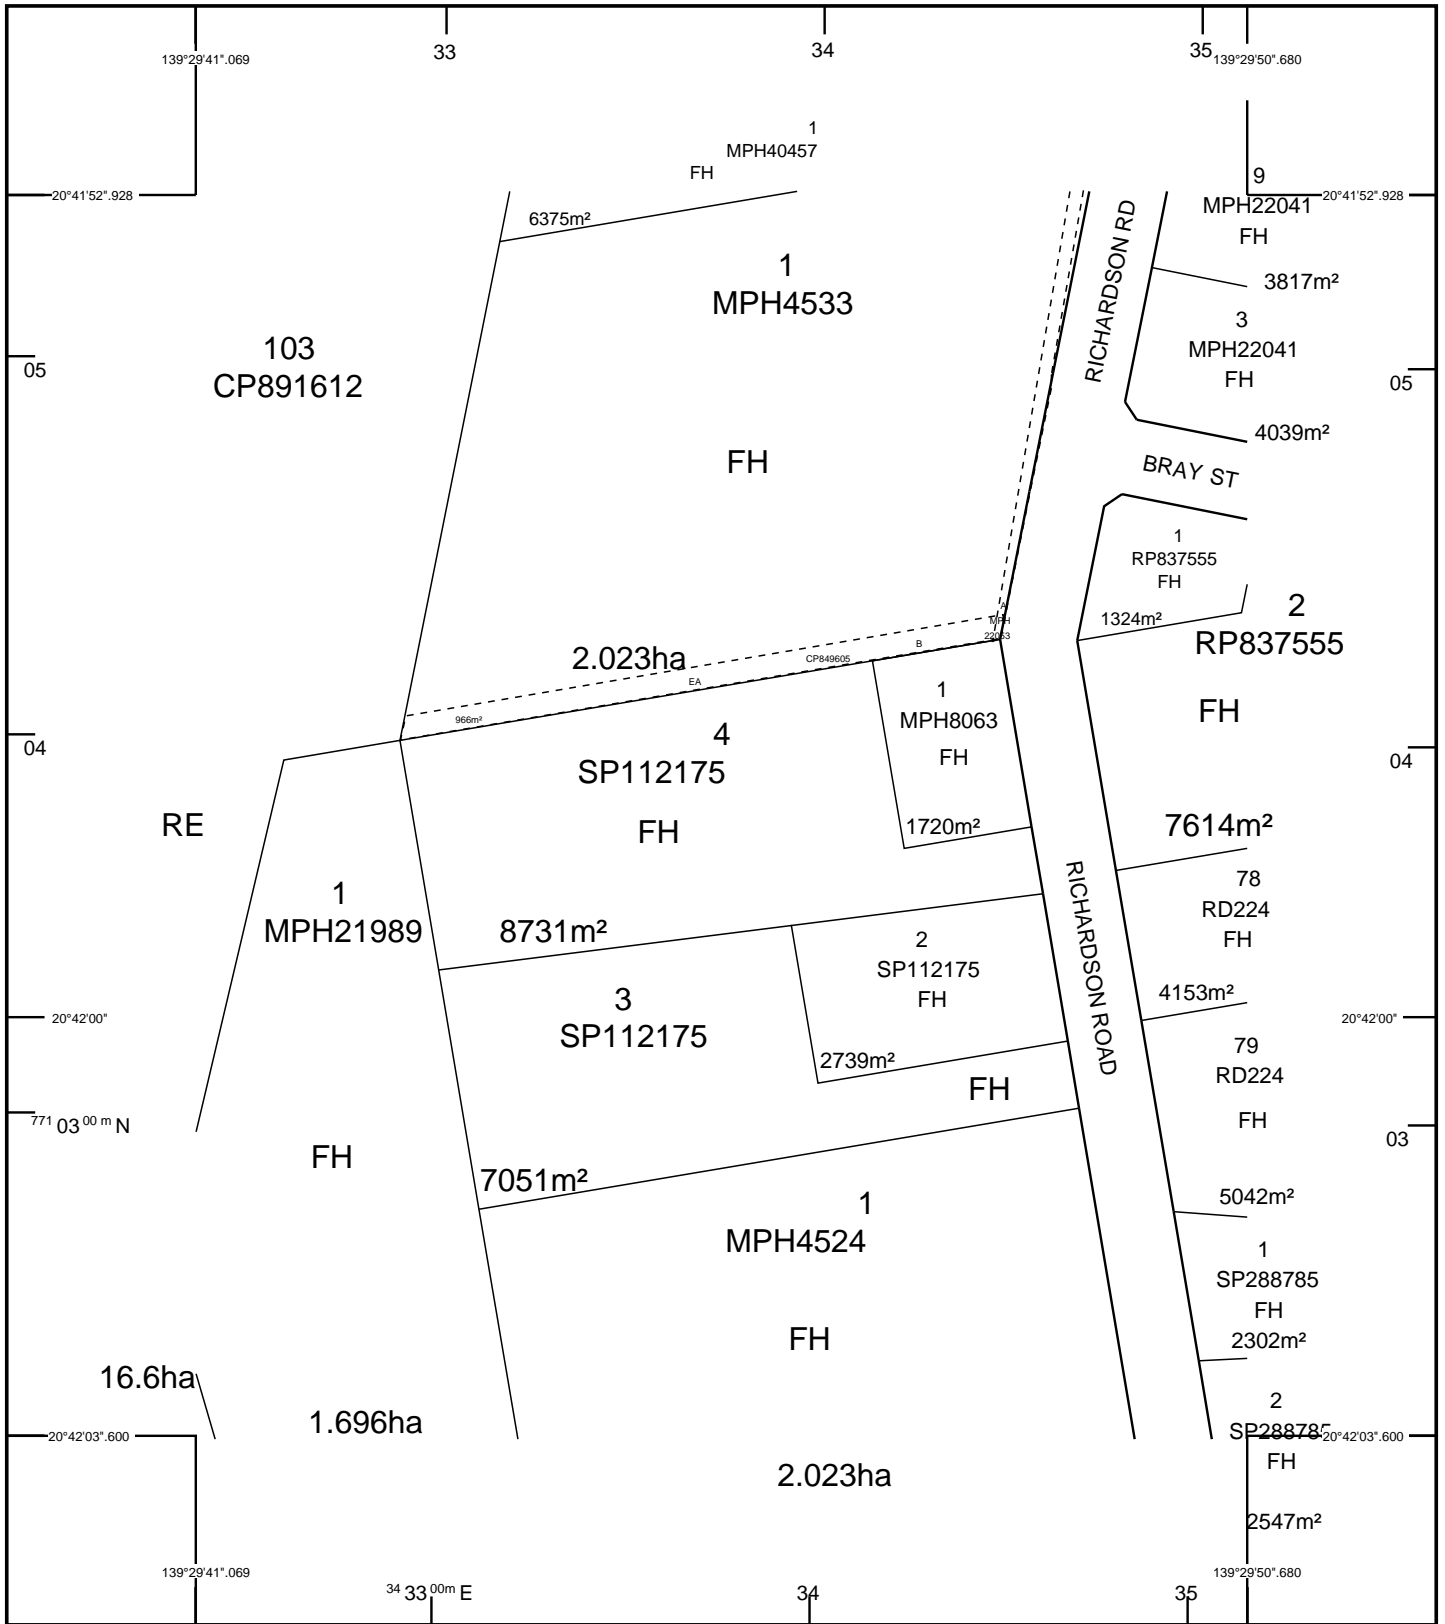 33
34
35
139°29'41".069
139°29'50".680
1
MPH40457
FH
20°41'52".928
6375m²
9
20°41'52".928
MPH22041
FH
RICHARDSON RD
1
MPH4533
3817m²
3
MPH22041
FH
103
CP891612
05
05
4039m²
FH
BRAY ST
1
RP837555
FH
1324m²
2
RP837555
FH
A
MPH
22053
B
CP849605
2.023ha
EA
966m²
1
MPH8063
FH
04
4
SP112175
FH
04
RE
1720m²
7614m²
78
RD224
FH
1
MPH21989
8731m²
RICHARDSON ROAD
2
SP112175
FH
3
SP112175
4153m²
20°42'00"
20°42'00"
79
RD224
FH
2739m²
FH
771 03 00 m N
03
FH
7051m²
5042m²
1
MPH4524
1
SP288785
FH
FH
2302m²
16.6ha
1.696ha
2
SP288785
20°42'03".600
20°42'03".600
FH
2.023ha
2547m²
139°29'41".069
139°29'50".680
34 33 00m E
34
35